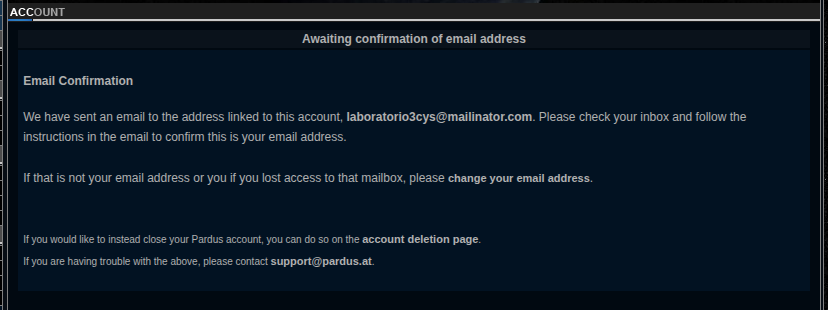 ACCOUNT
Awaiting confirmation of email address
Email Confirmation
We have sent an email to the address linked to this account, laboratorio3cys@mailinator.com. Please check your inbox and follow the
instructions in the email to confirm this is your email address.
If that is not your email address or you if you lost access to that mailbox, please change your email address.
If you would like to instead close your Pardus account, you can do so on the account deletion page.
If you are having trouble with the above, please contact support@pardus.at.